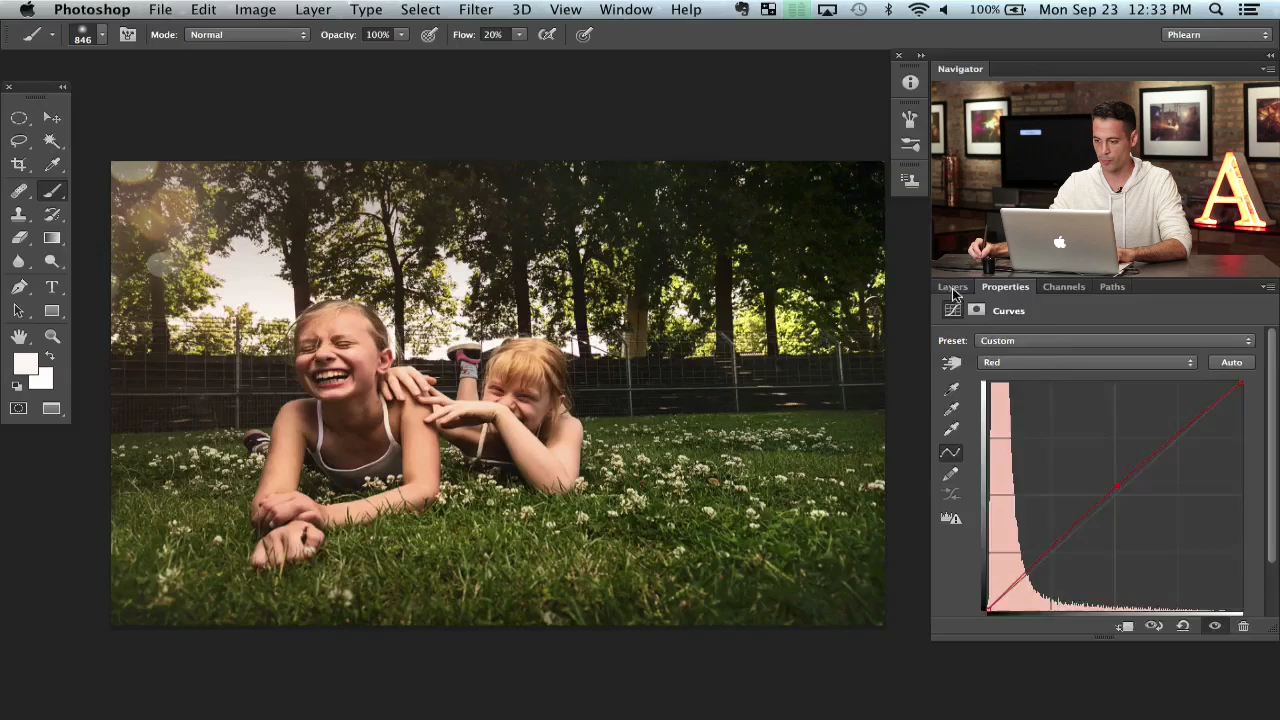 Photoshop File Edit Image Layer Type Select Filter 3D View Window Help 100% Mon Sep 23 12:33 PM
846 Mode: Normal Opacity: 100% Flow: 20% Phlearn
Navigator
A
Layers Properties Channels Paths
Curves
Preset: Custom
Red Auto
T